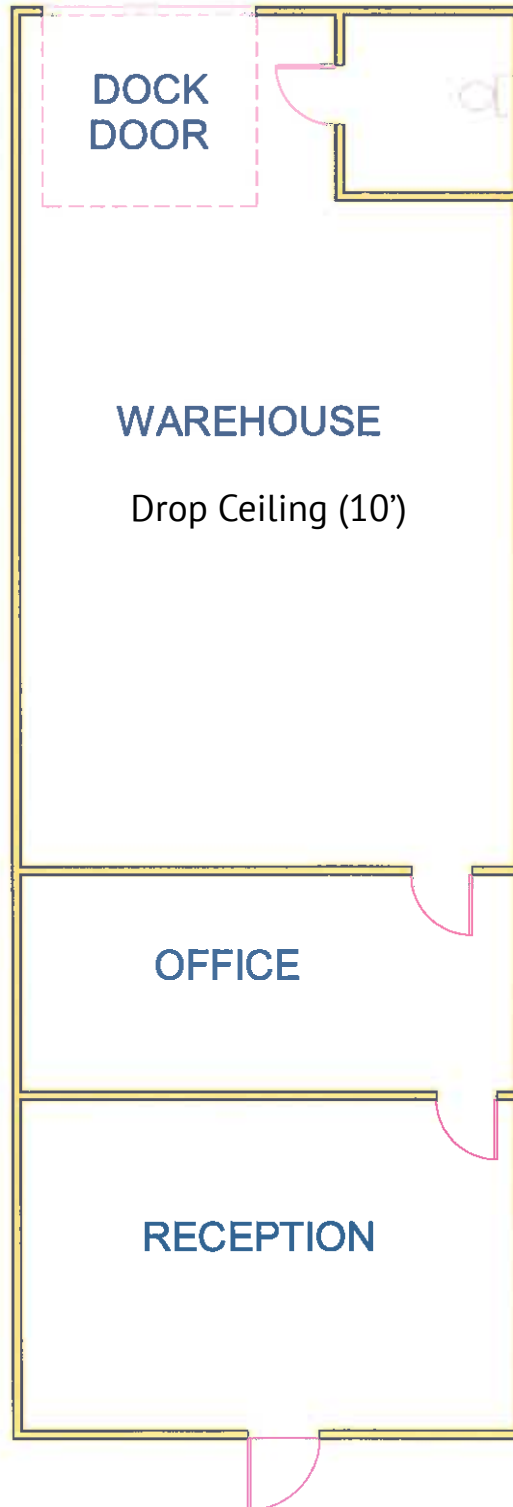 DOCK
DOOR
WAREHOUSE
Drop Ceiling (10’)
OFFICE
RECEPTION